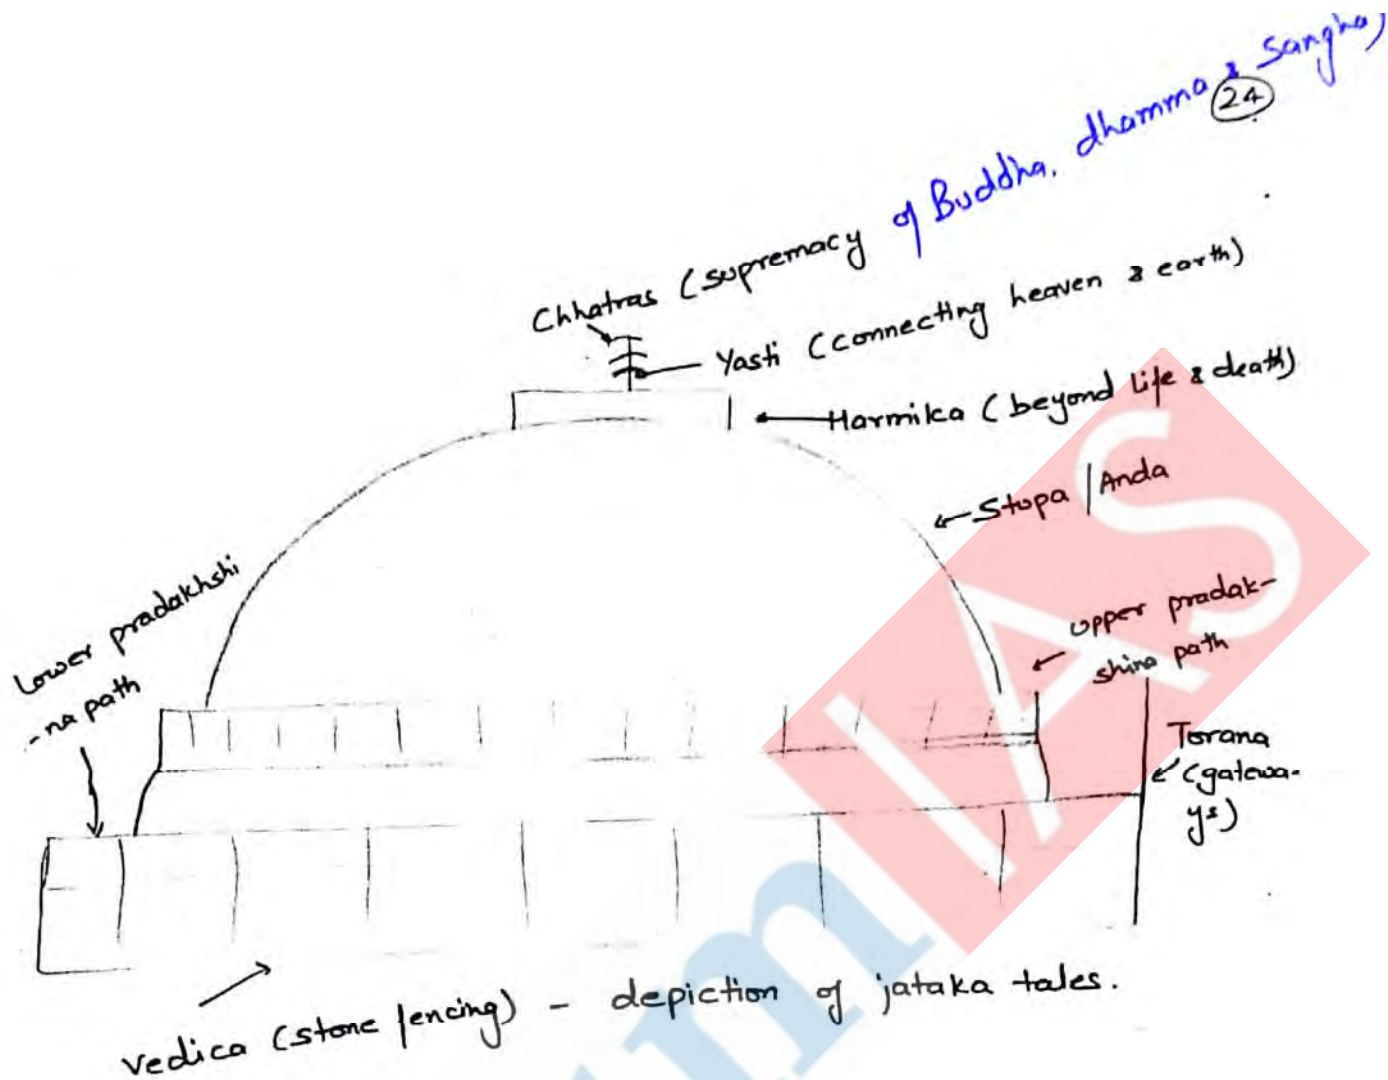 24
Chhatras (supremacy of Buddha, dhamma & Sangha)
Yasti (connecting heaven & earth)
Harmika (beyond life & death)
Stupa / Anda
Lower pradakhshi
-na path
upper pradak-
shina path
Torana
(gatewa-
ys)
vedica (stone fencing) - depiction of jataka tales.
mIAS